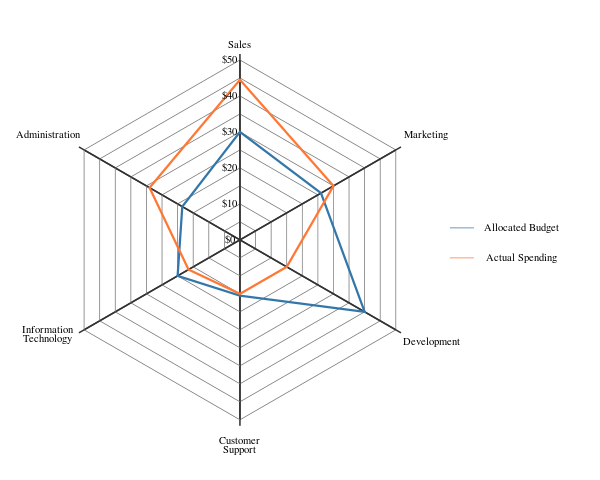 Sales
$50
$40
$30
$20
$10
$0
Administration
Marketing
Allocated Budget
Actual Spending
Information
Technology
Development
Customer
Support